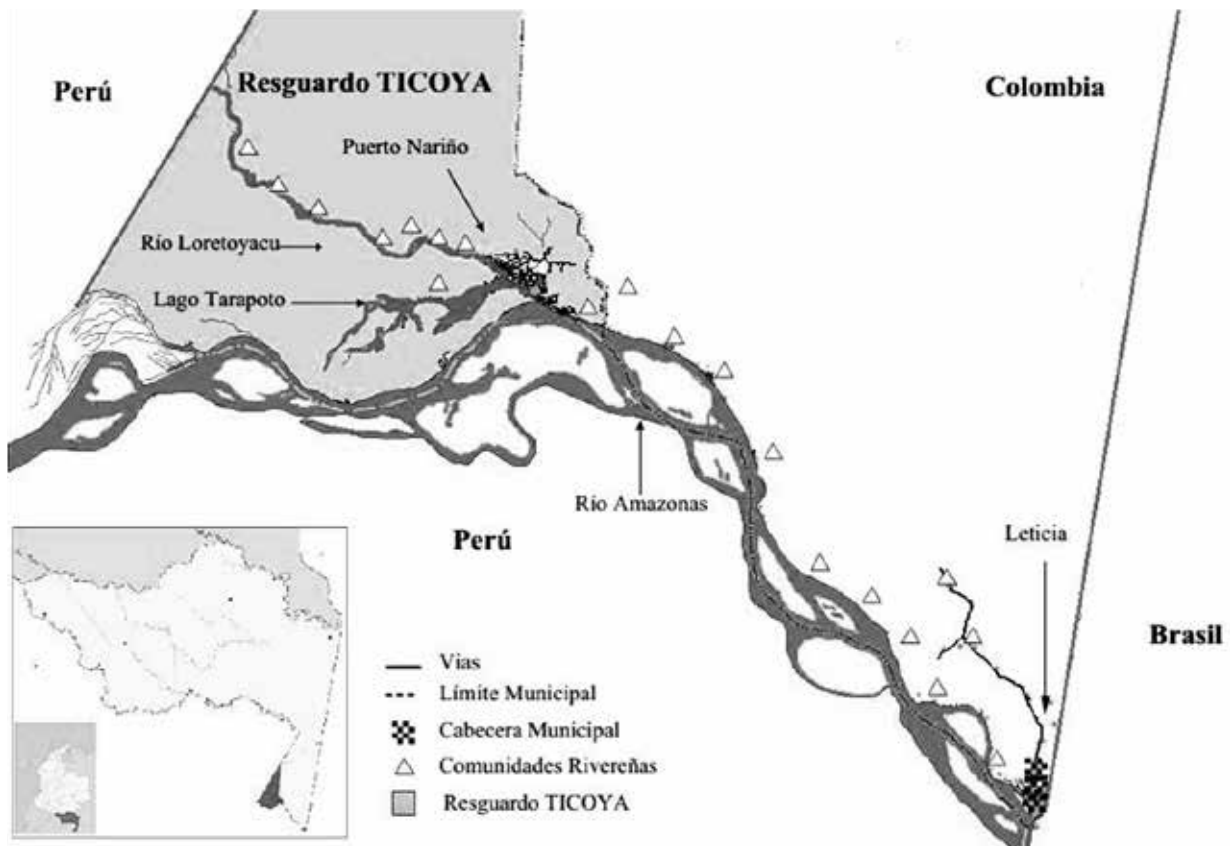 Perú
Resguardo TICOYA
Colombia
Puerto Nariño
Río Loretoyacu
Lago Tarapoto
Río Amazonas
Perú
Leticia
Brasil
Vias
Límite Municipal
Cabecera Municipal
Comunidades Rivereñas
Resguardo TICOYA